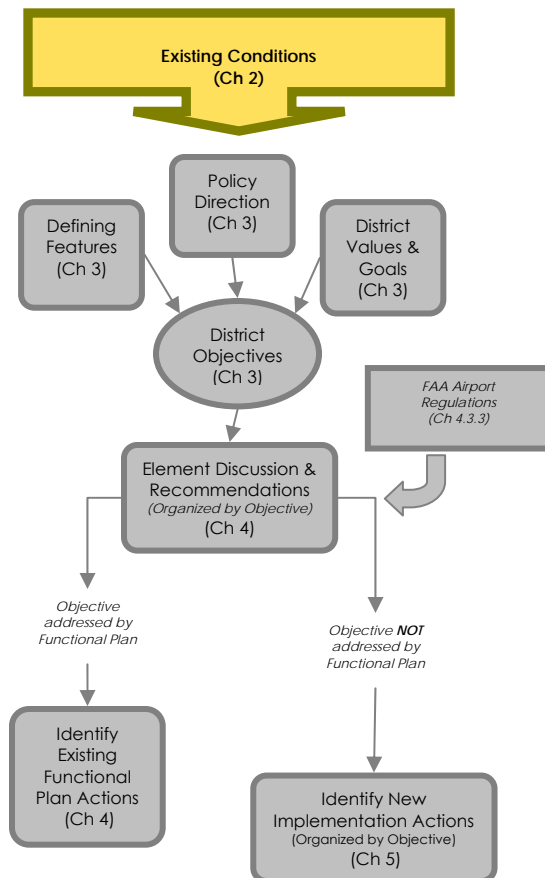 Existing Conditions
(Ch 2)
Policy
Direction
(Ch 3)
Defining
Features
(Ch 3)
District
Values &
Goals
(Ch 3)
District
Objectives
(Ch 3)
FAA Airport
Regulations
(Ch 4.3.3)
Element Discussion &
Recommendations
(Organized by Objective)
(Ch 4)
Objective
addressed by
Functional Plan
Objective NOT
addressed by
Functional Plan
Identify
Existing
Functional
Plan Actions
(Ch 4)
Identify New
Implementation Actions
(Organized by Objective)
(Ch 5)